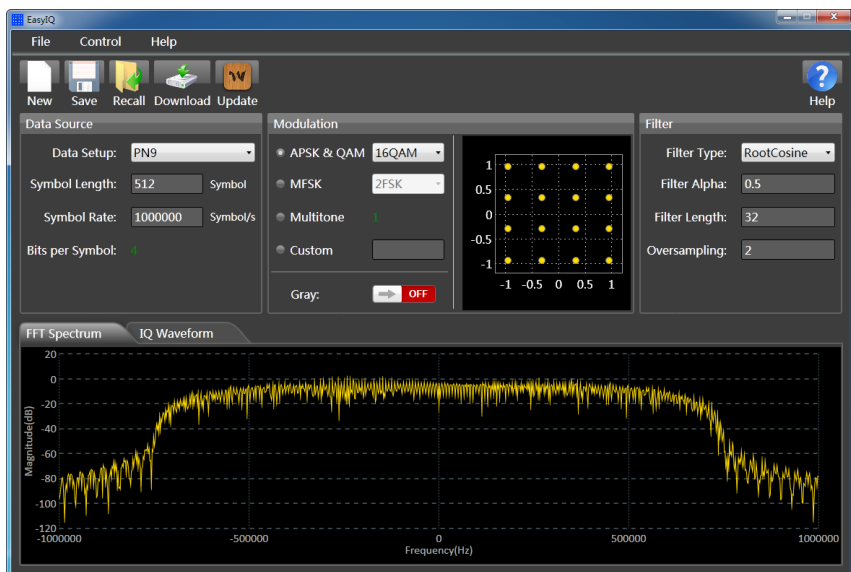 EasyIQ
File Control Help
New Save Recall Download Update Help
Data Source
Data Setup: PN9
Symbol Length: 512 Symbol
Symbol Rate: 1000000 Symbol/s
Bits per Symbol: 4
Modulation
APSK & QAM 16QAM
MFSK 2FSK
Multitone 1
Custom
Gray: OFF
1
0.5
0
-0.5
-1
-1 -0.5 0 0.5 1
Filter
Filter Type: RootCosine
Filter Alpha: 0.5
Filter Length: 32
Oversampling: 2
FFT Spectrum IQ Waveform
Magnitude(dB)
20
0
-20
-40
-60
-80
-100
-120
-1000000 -500000 0 500000 1000000
Frequency(Hz)